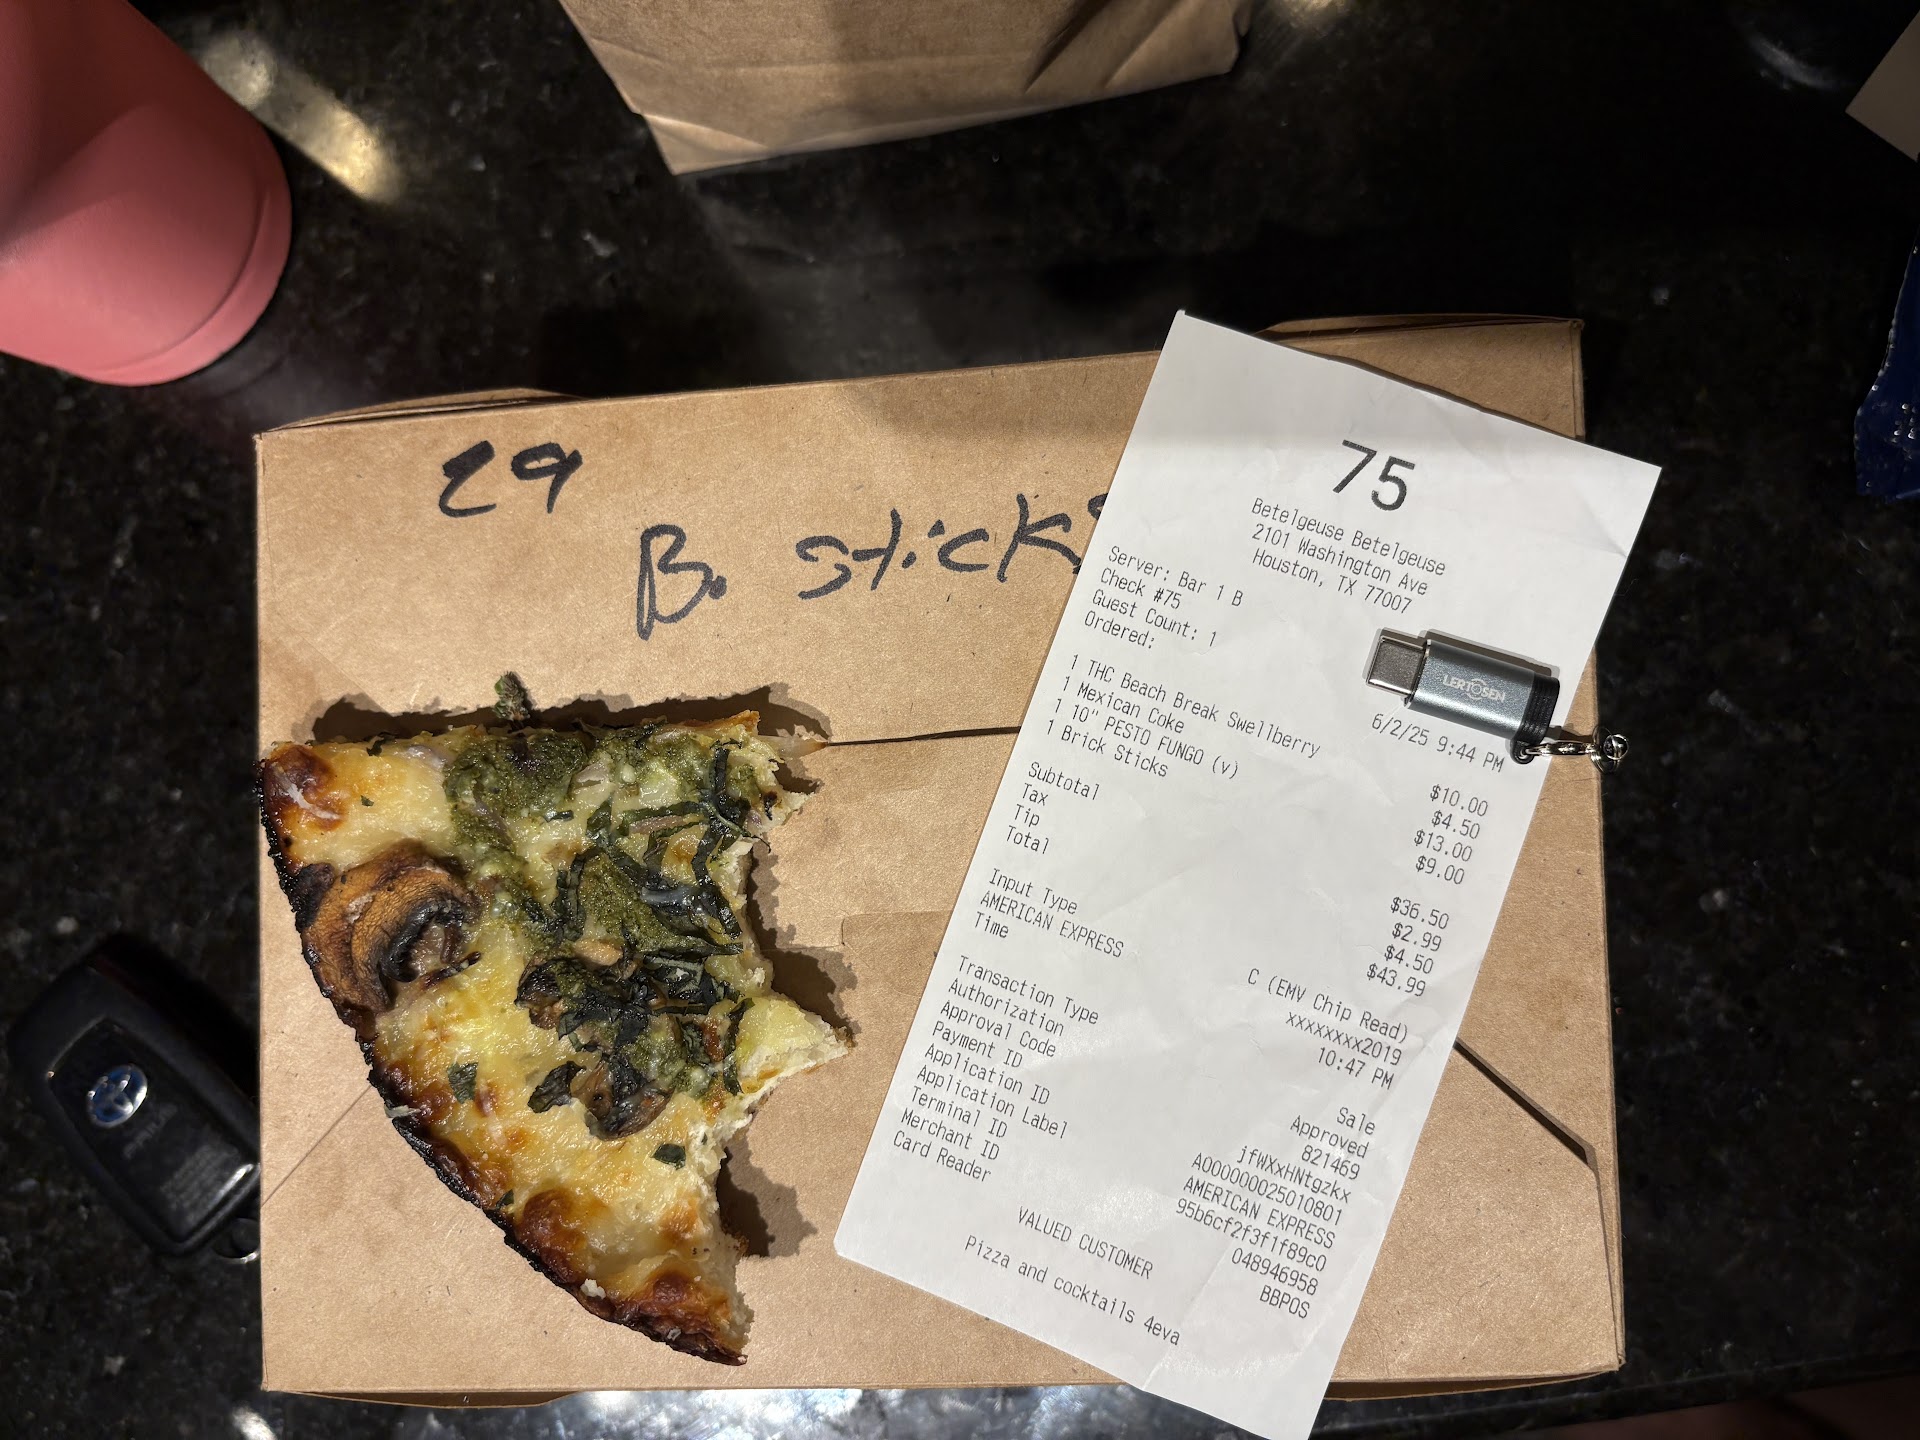 29
B. sticks
75
Betelgeuse Betelgeuse
2101 Washington Ave
Houston, TX 77007
Server: Bar 1 B
Check #75
Guest Count: 1
Ordered: 6/2/25 9:44 PM
1 THC Beach Break Swellberry $10.00
1 Mexican Coke $4.50
1 10" PESTO FUNGO (v) $13.00
1 Brick Sticks $9.00
Subtotal $36.50
Tax $2.99
Tip $4.50
Total $43.99
Input Type C (EMV Chip Read)
AMERICAN EXPRESS xxxxxxxx2019
Time 10:47 PM
Transaction Type Sale
Authorization Approved
Approval Code 821469
Payment ID jfWXxHNtgzkx
Application ID A000000025010801
Application Label AMERICAN EXPRESS
Terminal ID 95b6cf2f3f1f89c0
Merchant ID 048946958
Card Reader BBPOS
VALUED CUSTOMER
Pizza and cocktails 4eva
LERTOSEN